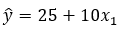 ŷ = 25 + 10x₁